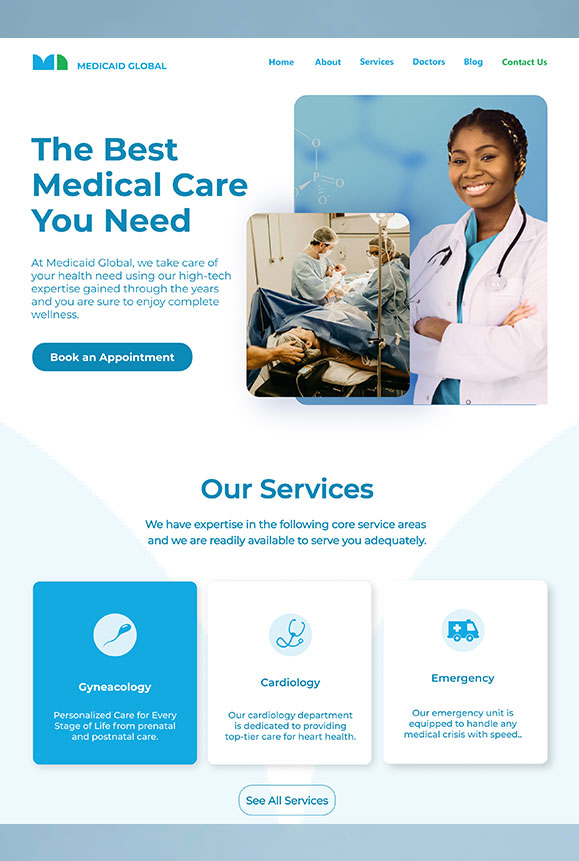 MEDICAID GLOBAL
Home About Services Doctors Blog Contact Us
The Best
Medical Care
You Need
At Medicaid Global, we take care of
your health need using our high-tech
expertise gained through the years
and you are sure to enjoy complete
wellness.
Book an Appointment
P
O
O
O
Our Services
We have expertise in the following core service areas
and we are readily available to serve you adequately.
Gyneacology
Personalized Care for Every
Stage of Life from prenatal
and postnatal care.
Cardiology
Our cardiology department
is dedicated to providing
top-tier care for heart health.
Emergency
Our emergency unit is
equipped to handle any
medical crisis with speed..
See All Services